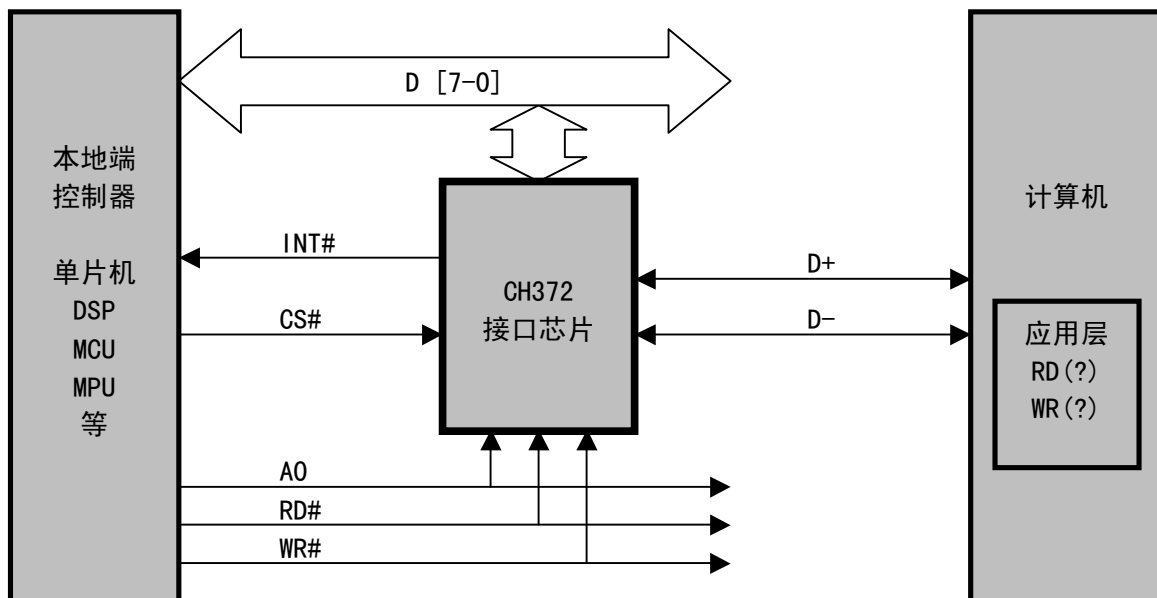 D [7-0]
本地端
控制器
单片机
DSP
MCU
MPU
等
INT#
CS#
A0
RD#
WR#
CH372
接口芯片
D+
D-
计算机
应用层
RD(?)
WR(?)